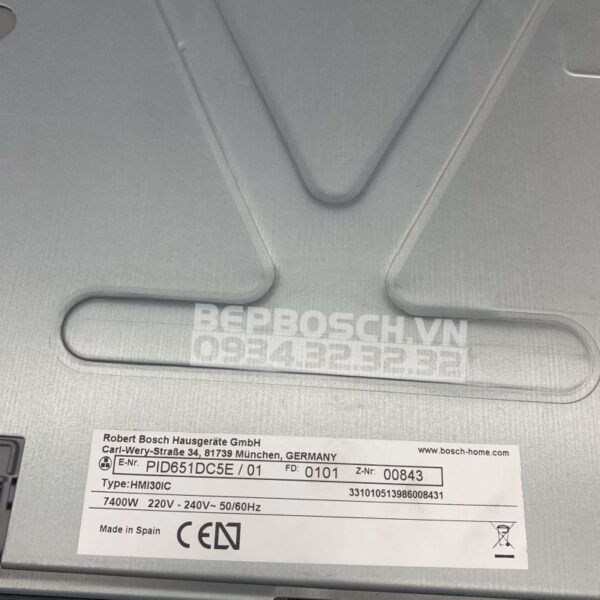 BEPBOSCH.VN
0934.32.32.32
Robert Bosch Hausgeräte GmbH
Carl-Wery-Straße 34, 81739 München, GERMANY
www.bosch-home.com
E-Nr. PID651DC5E / 01 FD: 0101 Z-Nr: 00843
Type:HMI30IC 331010513986008431
7400W 220V - 240V~ 50/60Hz
Made in Spain CE N